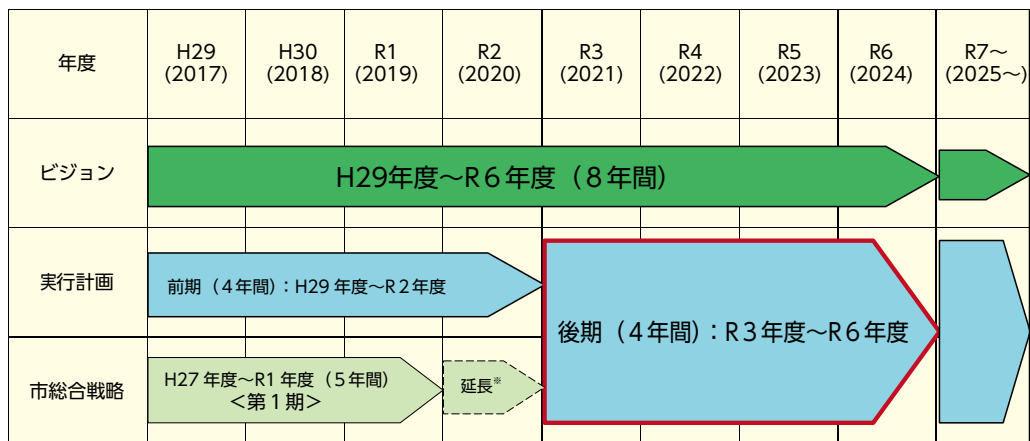 年度
H29
(2017)
H30
(2018)
R1
(2019)
R2
(2020)
R3
(2021)
R4
(2022)
R5
(2023)
R6
(2024)
R7～
(2025～)
ビジョン
H29年度～R６年度（８年間）
実行計画
前期（４年間）：H29 年度～R２年度
後期（４年間）：R３年度～R６年度
市総合戦略
H27 年度～R1 年度（５年間）
＜第１期＞
延長※